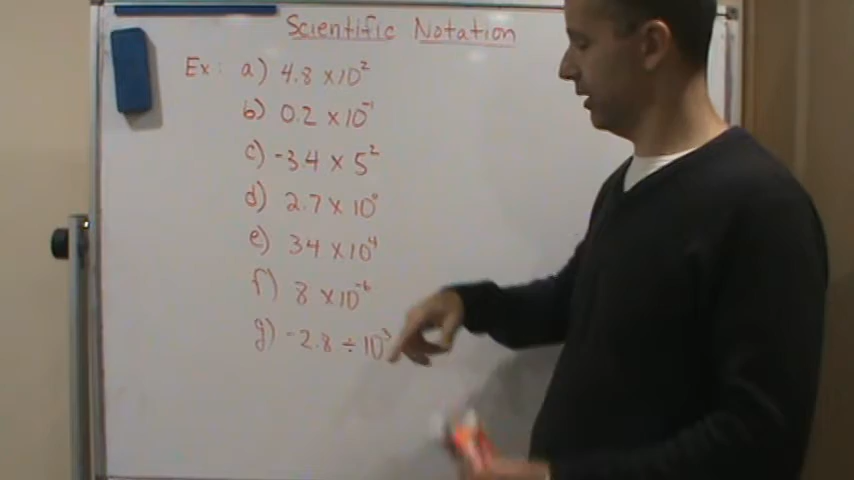 Scientific Notation
Ex: a) 4.8 ×10²
b) 0.2 × 10⁻¹
c) -3.4 × 5²
d) 2.7 × 10⁰
e) 34 ×10⁴
f) 8 ×10⁻⁶
g) -2.8 ÷ 10³